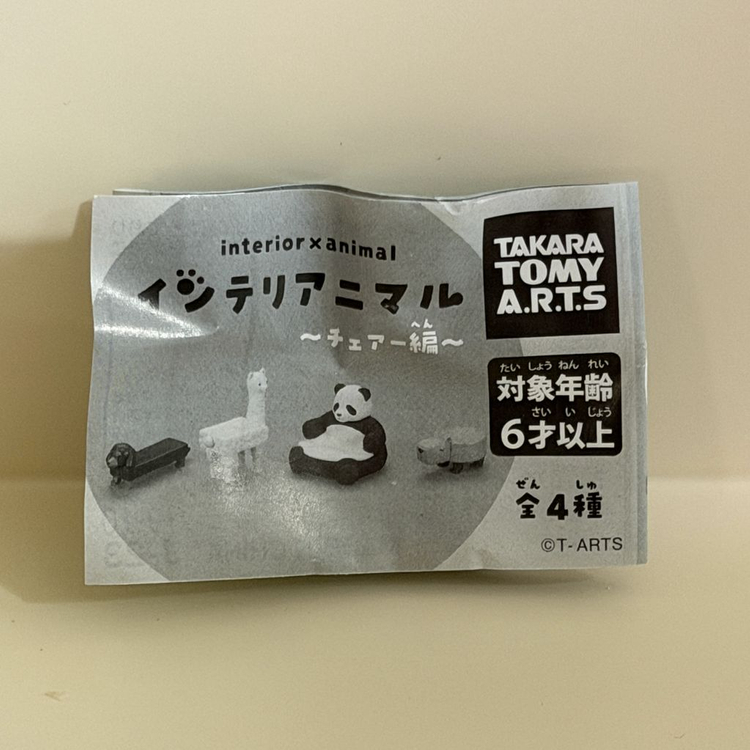 interior×animal
インテリアニマル
〜チェアー編〜
へん
TAKARA
TOMY
A.R.T.S
たい しょう ねん れい
対象年齢
さい い じょう
6才以上
ぜん しゅ
全4種
©T-ARTS